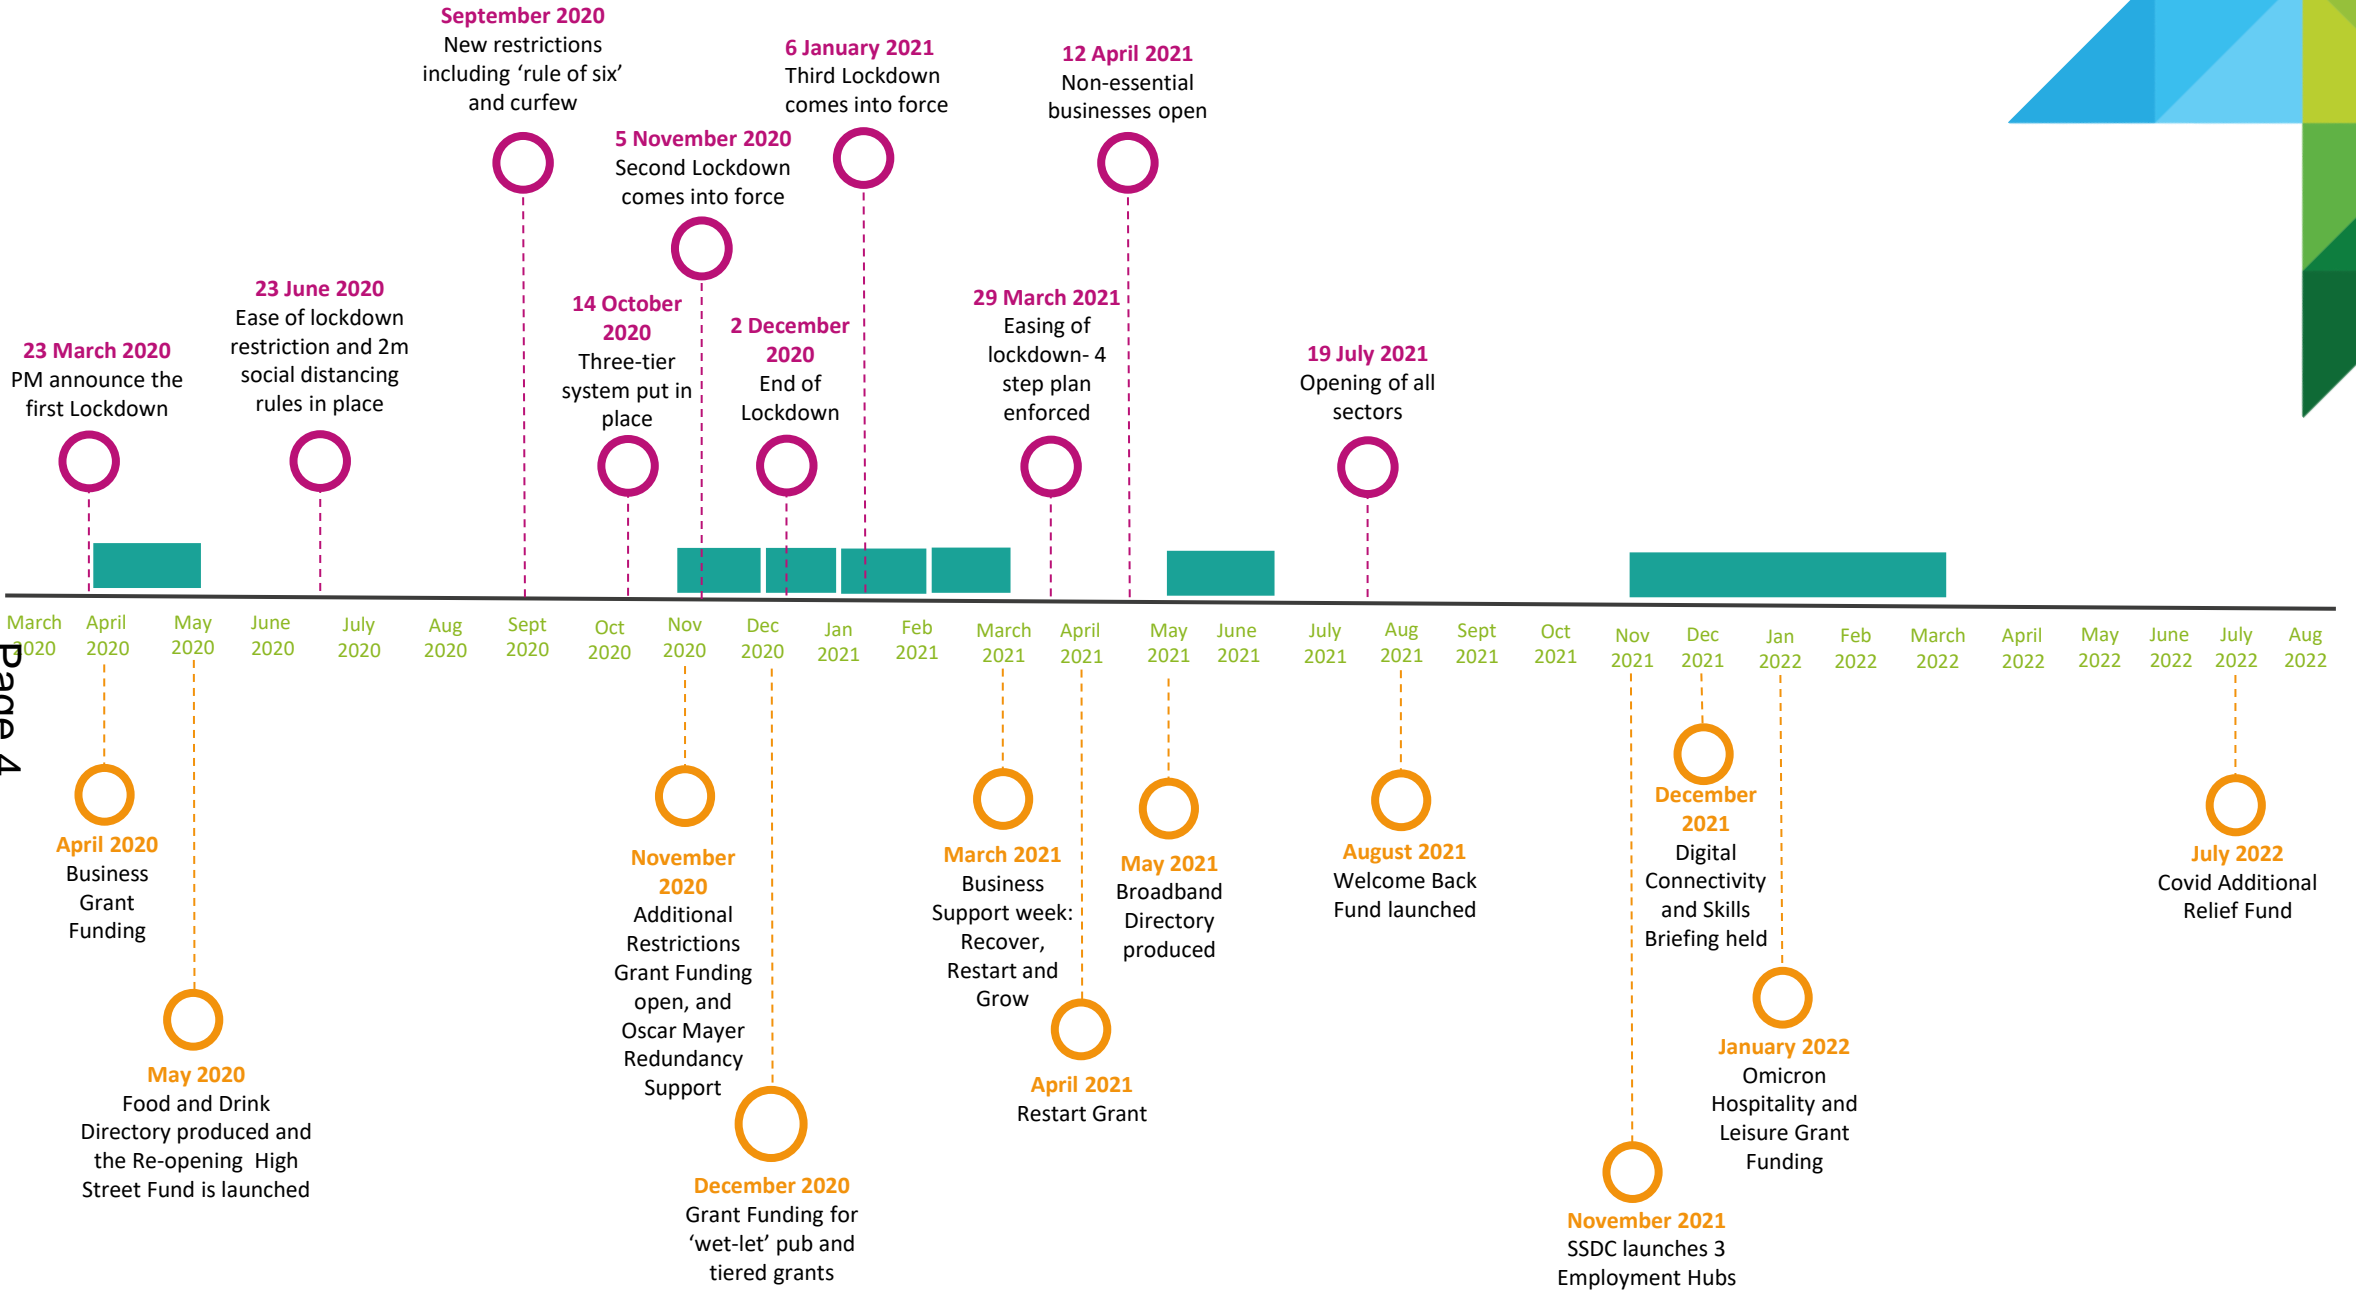 September 2020
New restrictions
including ‘rule of six’
and curfew
6 January 2021
Third Lockdown
comes into force
12 April 2021
Non-essential
businesses open
5 November 2020
Second Lockdown
comes into force
23 June 2020
Ease of lockdown
restriction and 2m
social distancing
rules in place
14 October
2020
Three-tier
system put in
place
2 December
2020
End of
Lockdown
29 March 2021
Easing of
lockdown- 4
step plan
enforced
23 March 2020
PM announce the
first Lockdown
19 July 2021
Opening of all
sectors
March
2020
April
2020
May
2020
June
2020
July
2020
Aug
2020
Sept
2020
Oct
2020
Nov
2020
Dec
2020
Jan
2021
Feb
2021
March
2021
April
2021
May
2021
June
2021
July
2021
Aug
2021
Sept
2021
Oct
2021
Nov
2021
Dec
2021
Jan
2022
Feb
2022
March
2022
April
2022
May
2022
June
2022
July
2022
Aug
2022
Page 4
April 2020
Business
Grant
Funding
May 2020
Food and Drink
Directory produced and
the Re-opening  High
Street Fund is launched
November
2020
Additional
Restrictions
Grant Funding
open, and
Oscar Mayer
Redundancy
Support
December 2020
Grant Funding for
‘wet-let’ pub and
tiered grants
March 2021
Business
Support week:
Recover,
Restart and
Grow
April 2021
Restart Grant
May 2021
Broadband
Directory
produced
August 2021
Welcome Back
Fund launched
November 2021
SSDC launches 3
Employment Hubs
December
2021
Digital
Connectivity
and Skills
Briefing held
January 2022
Omicron
Hospitality and
Leisure Grant
Funding
July 2022
Covid Additional
Relief Fund